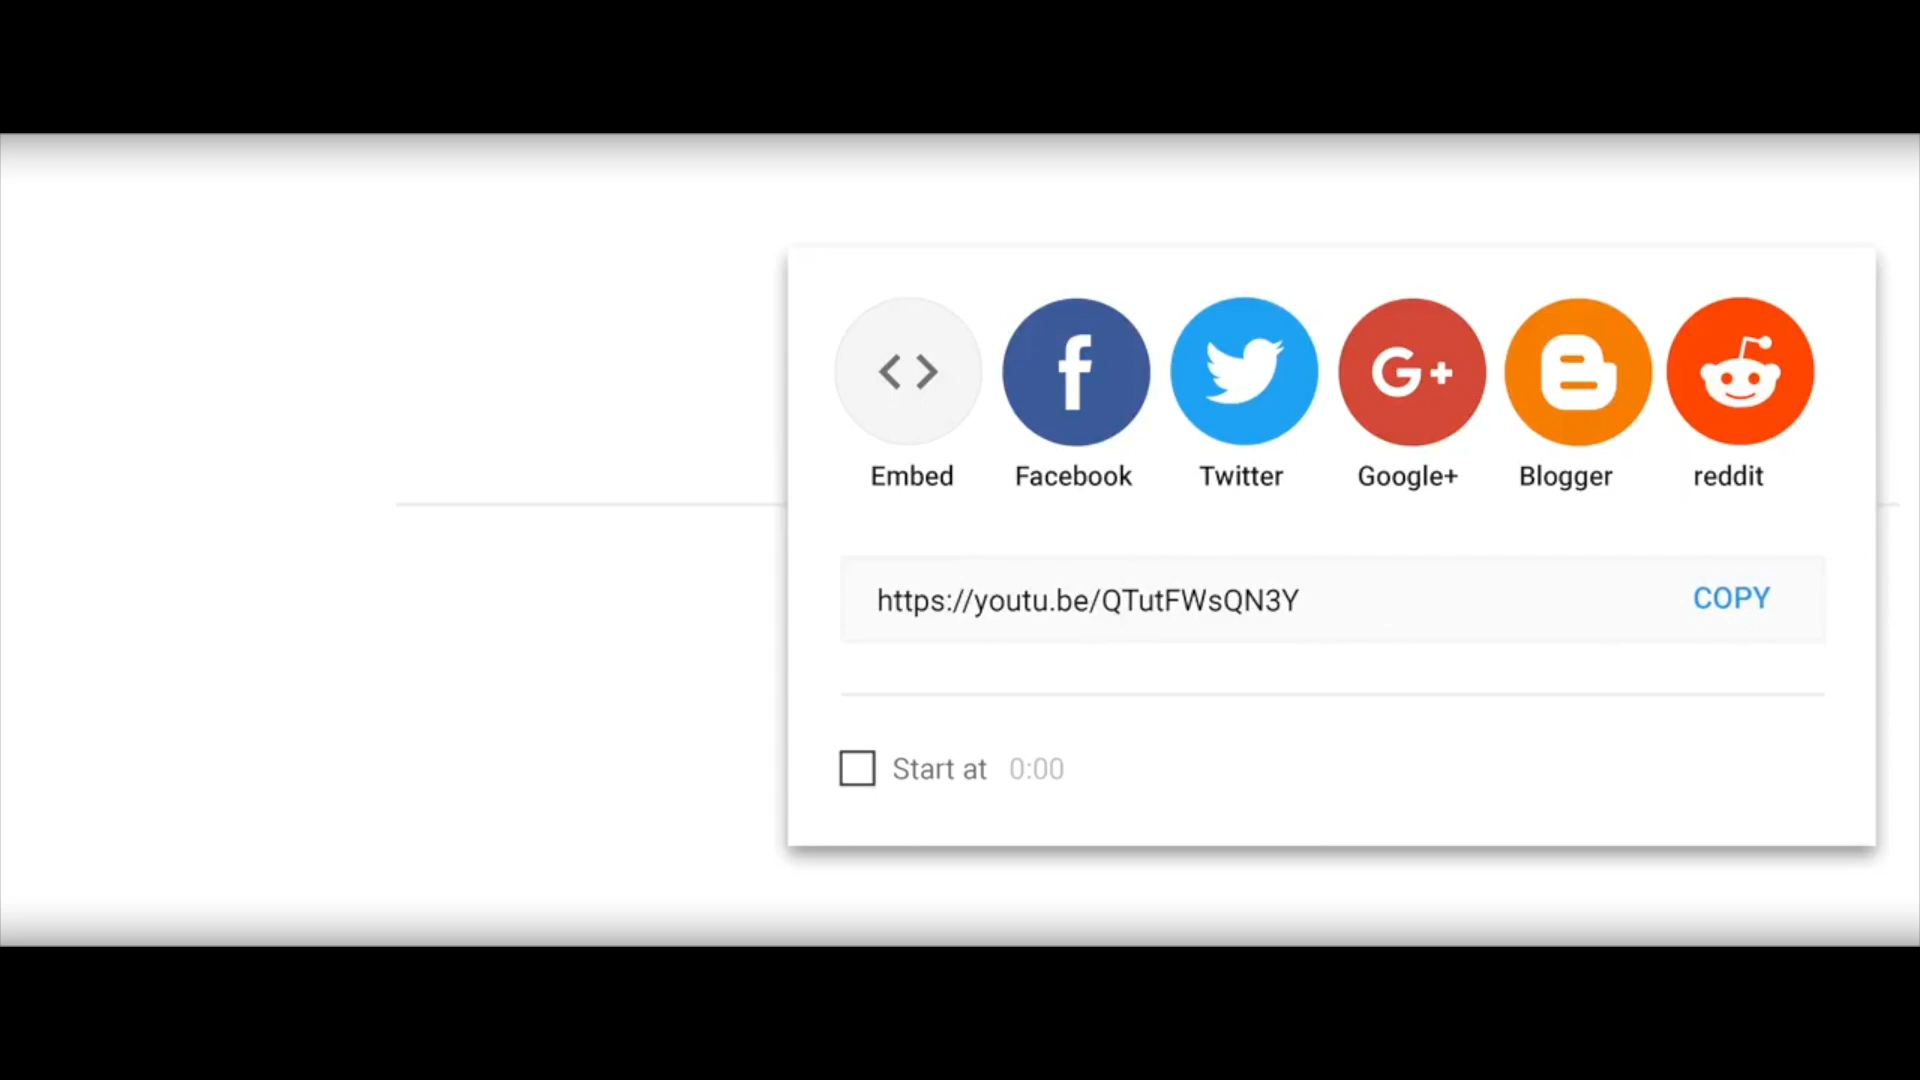 Embed Facebook Twitter Google+ Blogger reddit
https://youtu.be/QTutFWsQN3Y COPY
Start at 0:00